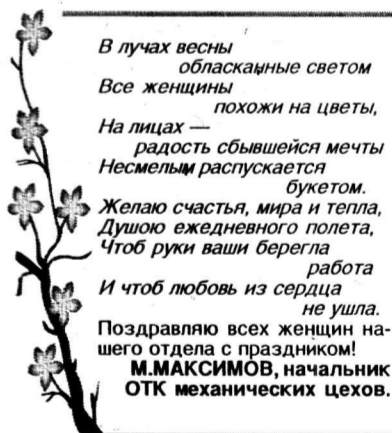 В лучах весны
обласканные светом
Все женщины
похожи на цветы,
На лицах —
радость сбывшейся мечты
Несмелым распускается
букетом.
Желаю счастья, мира и тепла,
Душою ежедневного полета,
Чтоб руки ваши берегла
работа
И чтоб любовь из сердца
не ушла.
Поздравляю всех женщин на-
шего отдела с праздником!
М.МАКСИМОВ, начальник
ОТК механических цехов.